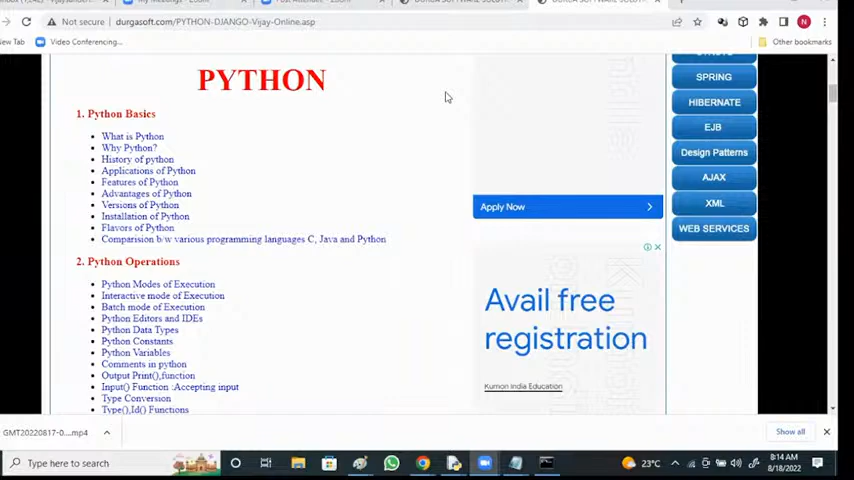 Not secure
durgasoft.com/PYTHON-DJANGO-Vijay-Online.asp
N
New Tab
Video Conferencing...
Other bookmarks
PYTHON
1. Python Basics
What is Python
Why Python?
History of python
Applications of Python
Features of Python
Advantages of Python
Versions of Python
Installation of Python
Flavors of Python
Comparision b/w various programming languages C, Java and Python
2. Python Operations
Python Modes of Execution
Interactive mode of Execution
Batch mode of Execution
Python Editors and IDEs
Python Data Types
Python Constants
Python Variables
Comments in python
Output Print(),function
Input() Function :Accepting input
Type Conversion
Type(),Id() Functions
Apply Now
Avail free
registration
Kumon India Education
SPRING
HIBERNATE
EJB
Design Patterns
AJAX
XML
WEB SERVICES
GMT20220817-0....mp4
Show all
Type here to search
23°C
8:14 AM
8/18/2022